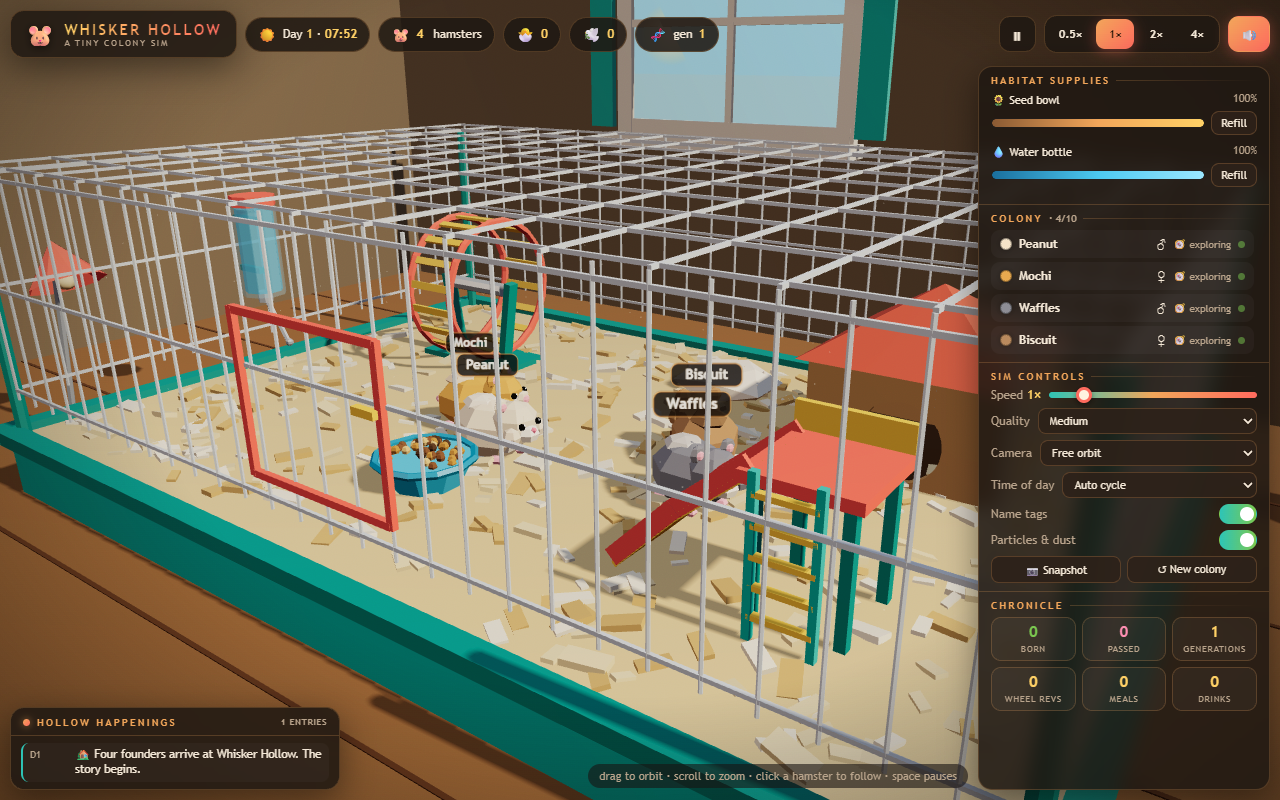 WHISKER HOLLOW
A TINY COLONY SIM
Day 1 · 07:52
4 hamsters
0
0
gen 1
0.5×
1×
2×
4×
HABITAT SUPPLIES
Seed bowl 100%
Refill
Water bottle 100%
Refill
COLONY · 4/10
Peanut ♂ exploring
Mochi ♀ exploring
Waffles ♂ exploring
Biscuit ♀ exploring
SIM CONTROLS
Speed 1×
Quality Medium
Camera Free orbit
Time of day Auto cycle
Name tags
Particles & dust
Snapshot
↺ New colony
CHRONICLE
0 BORN
0 PASSED
1 GENERATIONS
0 WHEEL REVS
0 MEALS
0 DRINKS
Mochi
Peanut
Biscuit
Waffles
HOLLOW HAPPENINGS 1 ENTRIES
D1 Four founders arrive at Whisker Hollow. The
story begins.
drag to orbit · scroll to zoom · click a hamster to follow · space pauses